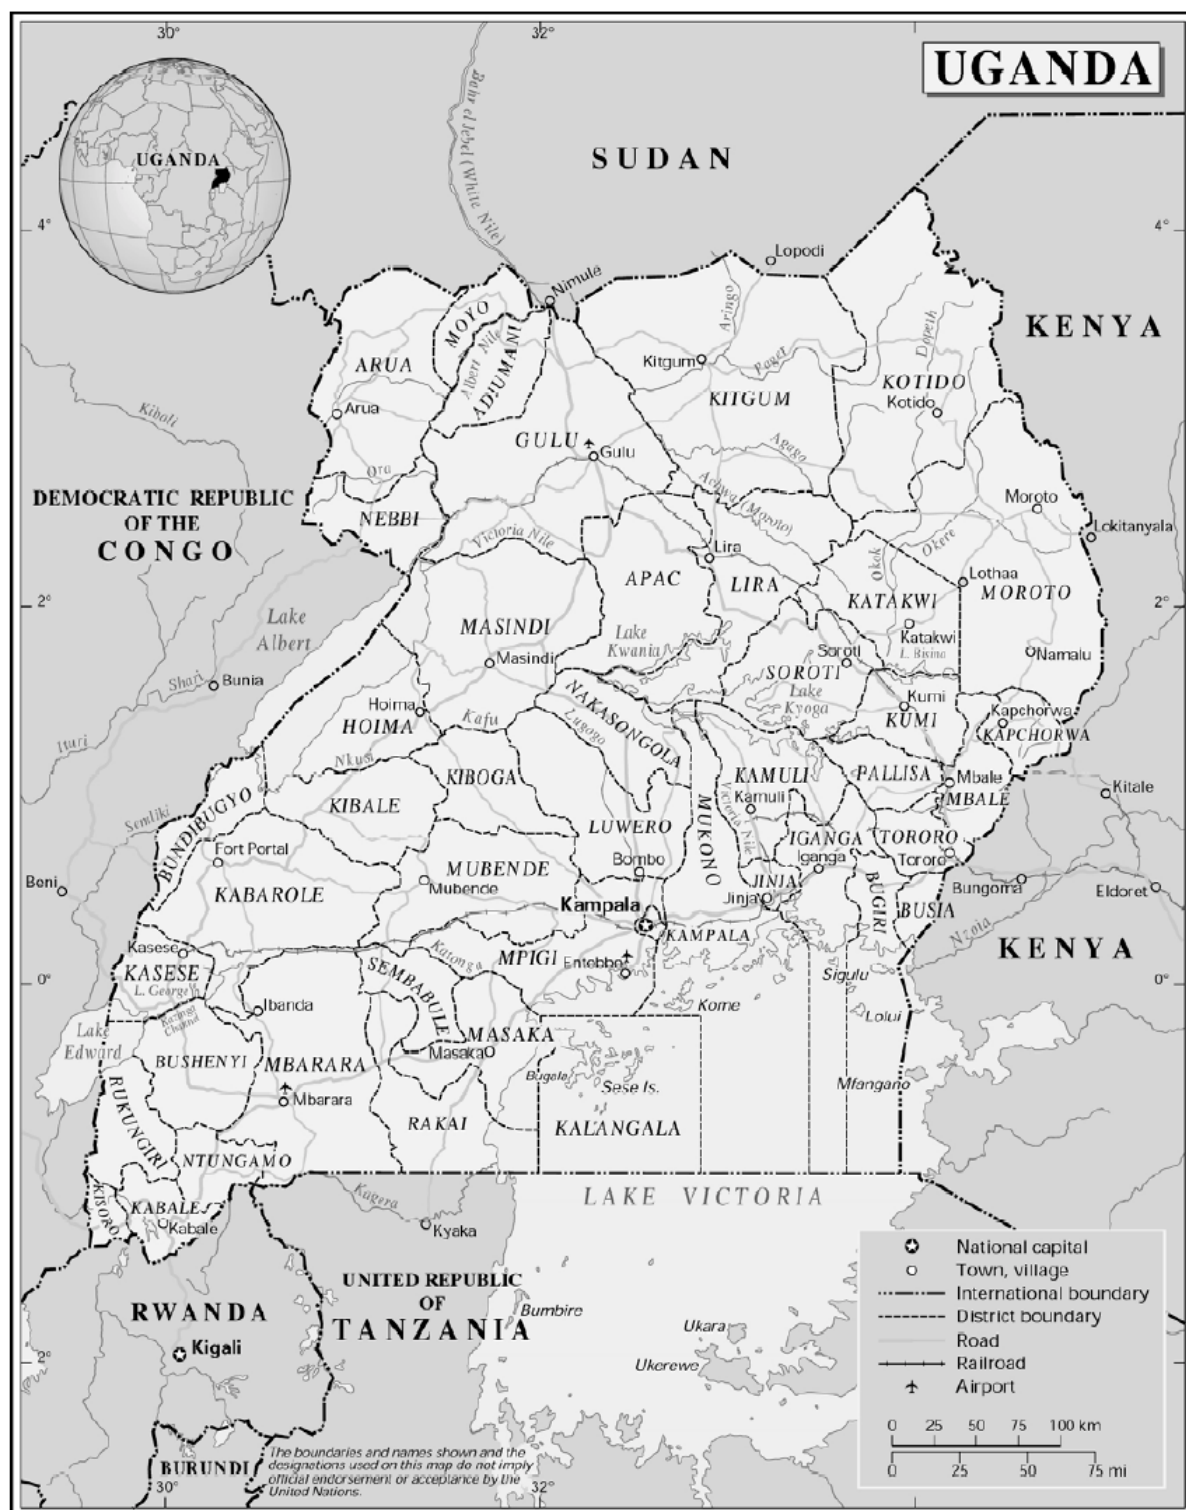 30°
32°
UGANDA
Bahr el Jebel (White Nile)
SUDAN
UGANDA
4°
4°
Lopodi
Nimule
KENYA
Aringo
Dopeth
MOYO
Albert Nile
ADJUMANI
ARUA
Kitgum
Pager
KOTIDO
Kotido
KITGUM
Arua
Kibali
GULU
Gulu
Agago
Ora
Achwa (Moroto)
DEMOCRATIC REPUBLIC
OF THE
CONGO
NEBBI
Moroto
Lokitanyala
Victoria Nile
Okok
Okere
Lira
APAC
LIRA
Lothaa
MOROTO
2°
2°
KATAKWI
Lake
Albert
MASINDI
Lake
Kwania
Katakwi
L. Bisina
Masindi
Soroti
Namalu
SOROTI
Shari
Bunia
Lake
Kyoga
Kumi
KUMI
Kapchorwa
KAPCHORWA
Hoima
HOIMA
Kafu
NAKASONGOLA
Lugogo
Ituri
Nkusi
KIBOGA
KAMULI
Kamuli
PALLISA
Mbale
MBALE
Kitale
KIBALE
BUNDIBUGYO
Semliki
LUWERO
MUKONO
Victoria Nile
IGANGA
Iganga
TORORO
Tororo
Fort Portal
Bombo
MUBENDE
Mubende
Beni
KABAROLE
JINJA
Jinja
BUGIRI
Bungoma
Eldoret
Kampala
BUSIA
KAMPALA
Nzoia
KENYA
Kasese
KASESE
L. George
Katonga
MPIGI
Entebbe
Sigulu
0°
SEMBABULE
Ibanda
Kome
Lolui
Kazinga
Channel
Lake
Edward
MASAKA
Masaka
BUSHENYI
MBARARA
Bugala
Sese Is.
Mfangano
RUKUNGIRI
Mbarara
RAKAI
KALANGALA
NTUNGAMO
KISORO
KABALE
Kabale
Kagera
Kyaka
LAKE VICTORIA
National capital
Town, village
International boundary
District boundary
Road
Railroad
Airport
0 25 50 75 100 km
0 25 50 75 mi
UNITED REPUBLIC
OF
TANZANIA
RWANDA
Kigali
Bumbire
Ukara
Ukerewe
2°
BURUNDI
The boundaries and names shown and the
designations used on this map do not imply
official endorsement or acceptance by the
United Nations.
30°
32°